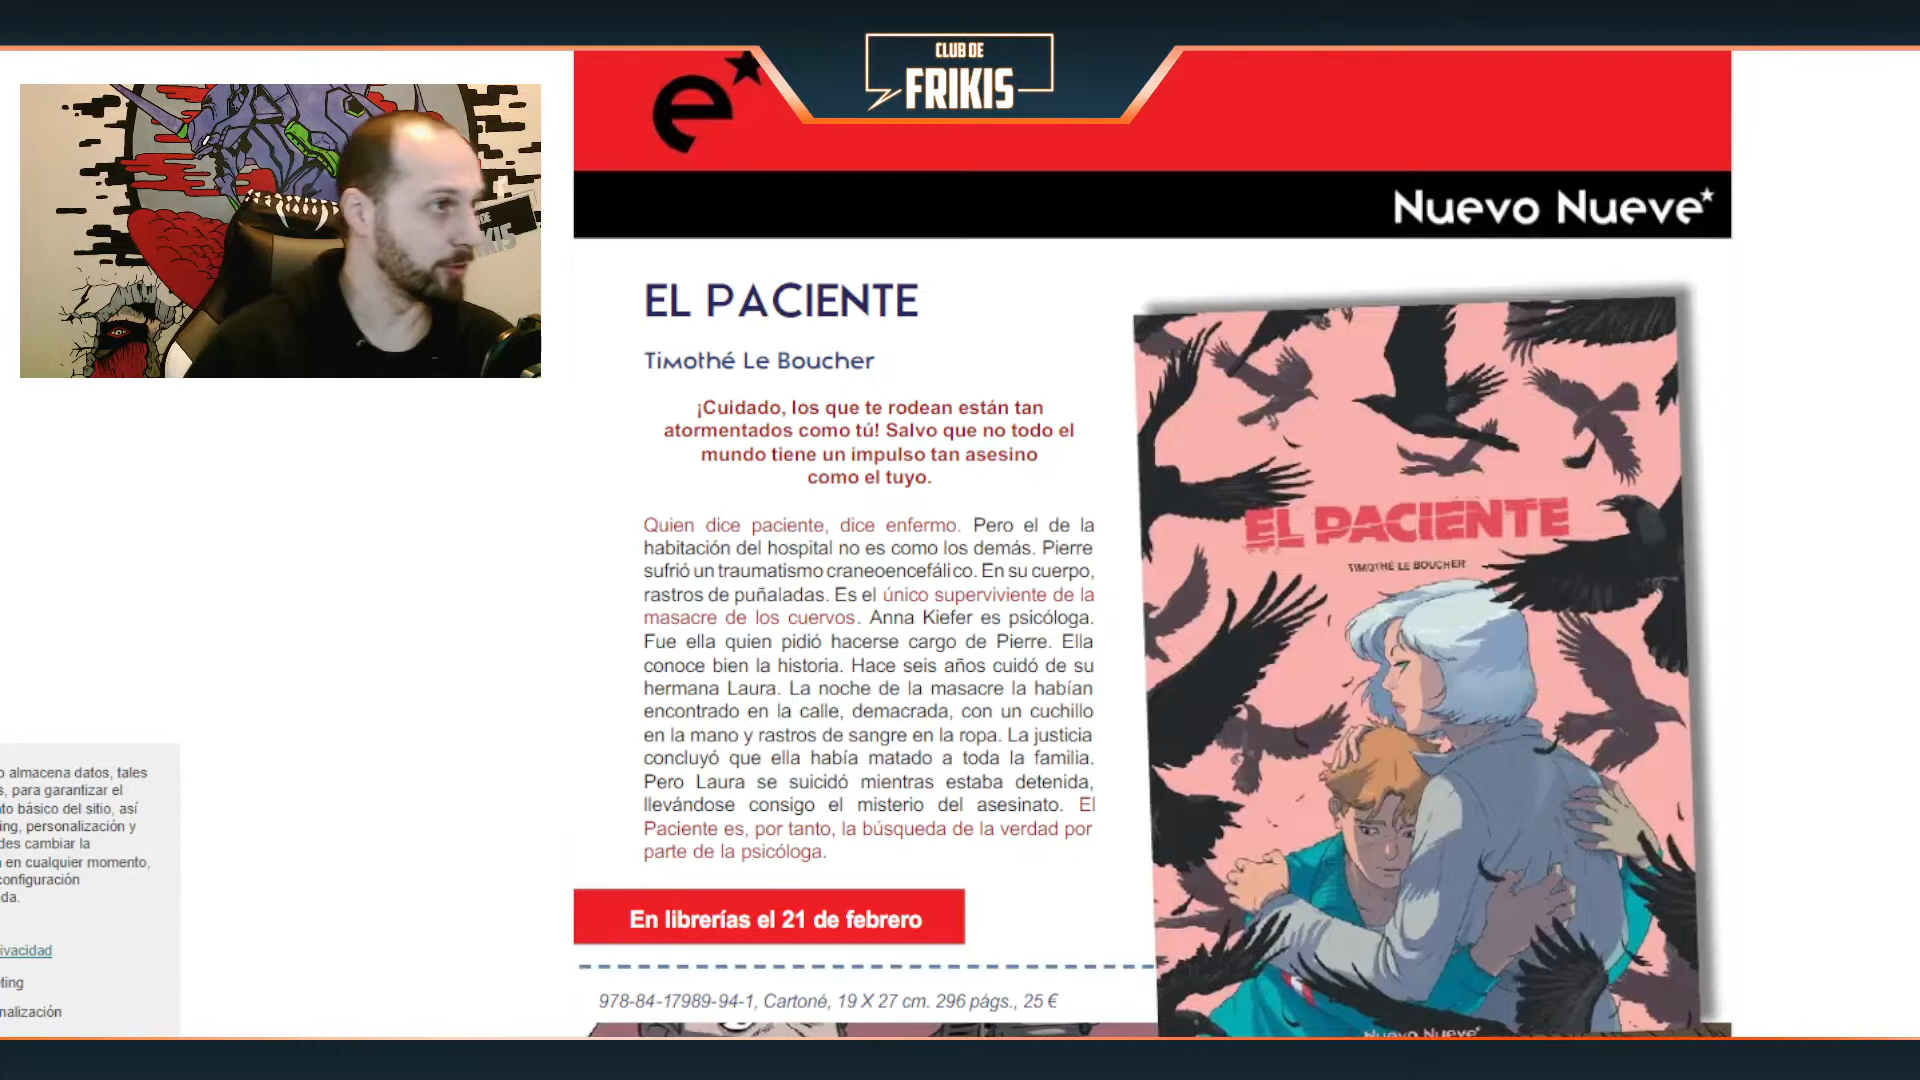 CLUB DE
FRIKIS
e
Nuevo Nueve
EL PACIENTE
Timothé Le Boucher
¡Cuidado, los que te rodean están tan
atormentados como tú! Salvo que no todo el
mundo tiene un impulso tan asesino
como el tuyo.
Quien dice paciente, dice enfermo. Pero el de la
habitación del hospital no es como los demás. Pierre
sufrió un traumatismo craneoencefálico. En su cuerpo,
rastros de puñaladas. Es el único superviviente de la
masacre de los cuervos. Anna Kiefer es psicóloga.
Fue ella quien pidió hacerse cargo de Pierre. Ella
conoce bien la historia. Hace seis años cuidó de su
hermana Laura. La noche de la masacre la habían
encontrado en la calle, demacrada, con un cuchillo
en la mano y rastros de sangre en la ropa. La justicia
concluyó que ella había matado a toda la familia.
Pero Laura se suicidó mientras estaba detenida,
llevándose consigo el misterio del asesinato. El
Paciente es, por tanto, la búsqueda de la verdad por
parte de la psicóloga.
En librerías el 21 de febrero
978-84-17989-94-1, Cartoné, 19 X 27 cm. 296 págs., 25 €
EL PACIENTE
TIMOTHÉ LE BOUCHER
Nuevo Nueve
o almacena datos, tales
s, para garantizar el
nto básico del sitio, así
ting, personalización y
des cambiar la
n en cualquier momento,
configuración
da.
ivacidad
ting
nalización